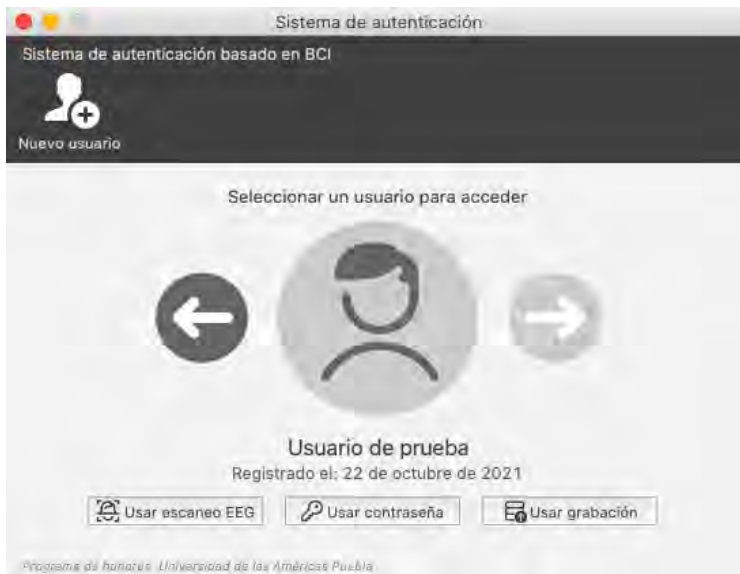 Sistema de autenticación
Sistema de autenticación basado en BCI
Nuevo usuario
Seleccionar un usuario para acceder
Usuario de prueba
Registrado el: 22 de octubre de 2021
Usar escaneo EEG Usar contraseña Usar grabación
Programa de honores. Universidad de las Américas Puebla